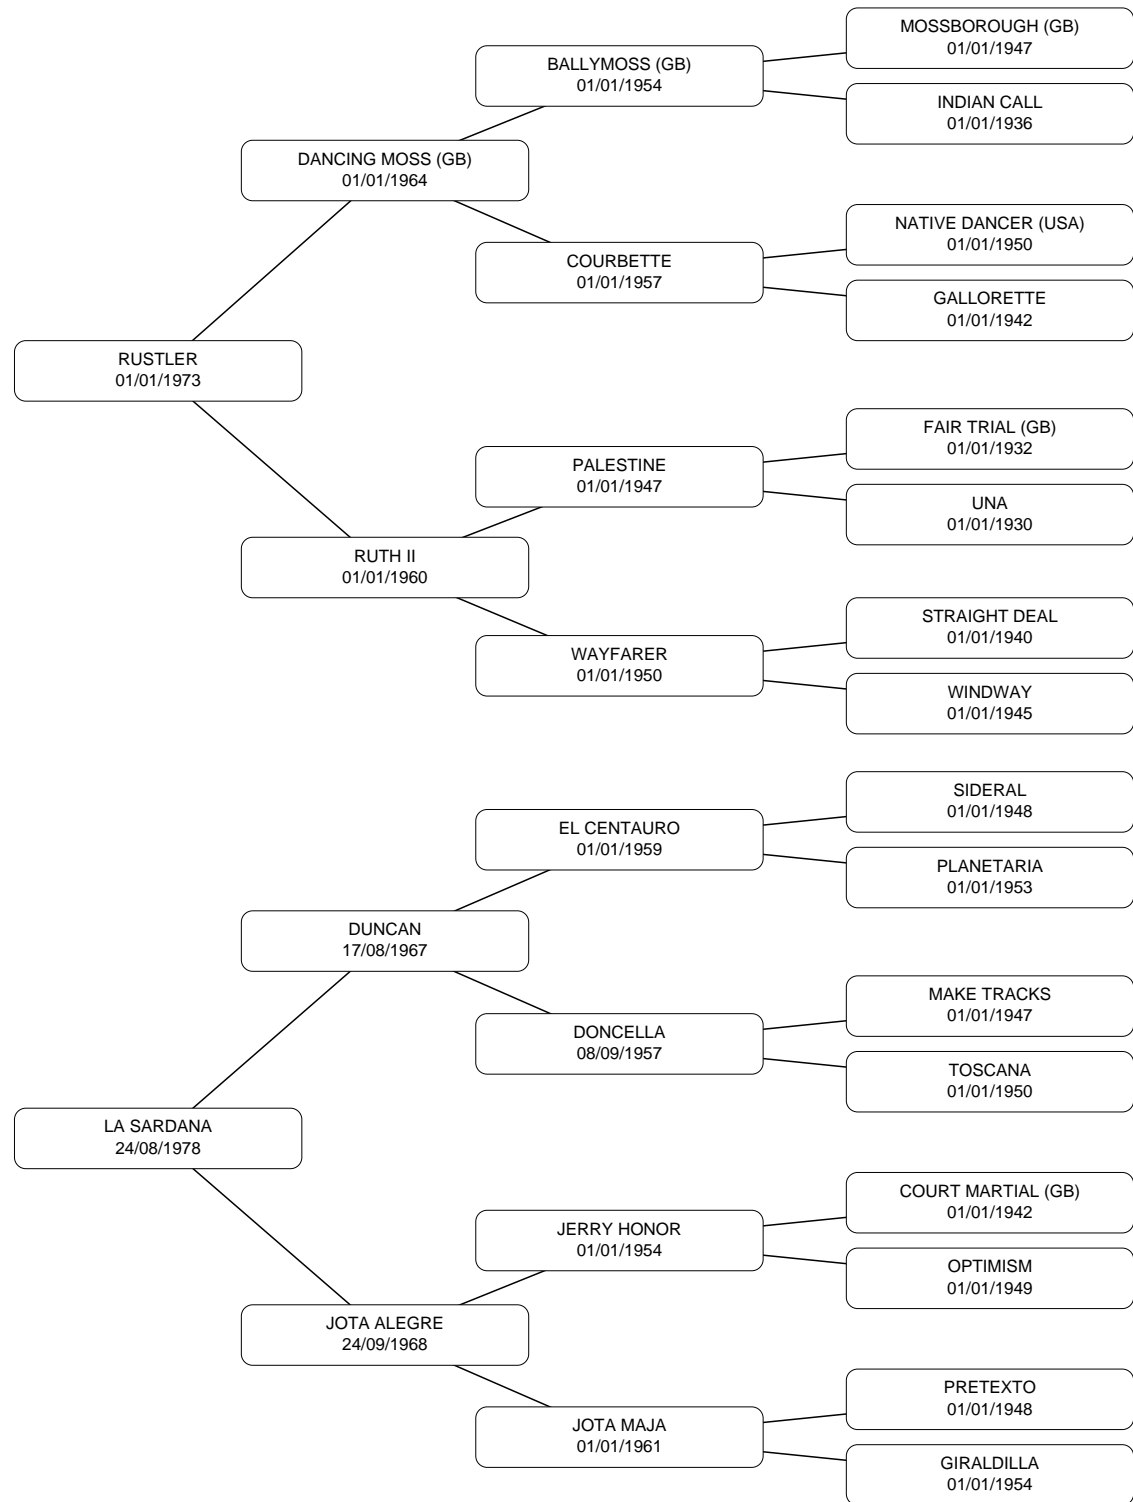 MOSSBOROUGH (GB)
01/01/1947
BALLYMOSS (GB)
01/01/1954
INDIAN CALL
01/01/1936
DANCING MOSS (GB)
01/01/1964
NATIVE DANCER (USA)
01/01/1950
COURBETTE
01/01/1957
GALLORETTE
01/01/1942
RUSTLER
01/01/1973
FAIR TRIAL (GB)
01/01/1932
PALESTINE
01/01/1947
UNA
01/01/1930
RUTH II
01/01/1960
STRAIGHT DEAL
01/01/1940
WAYFARER
01/01/1950
WINDWAY
01/01/1945
SIDERAL
01/01/1948
EL CENTAURO
01/01/1959
PLANETARIA
01/01/1953
DUNCAN
17/08/1967
MAKE TRACKS
01/01/1947
DONCELLA
08/09/1957
TOSCANA
01/01/1950
LA SARDANA
24/08/1978
COURT MARTIAL (GB)
01/01/1942
JERRY HONOR
01/01/1954
OPTIMISM
01/01/1949
JOTA ALEGRE
24/09/1968
PRETEXTO
01/01/1948
JOTA MAJA
01/01/1961
GIRALDILLA
01/01/1954